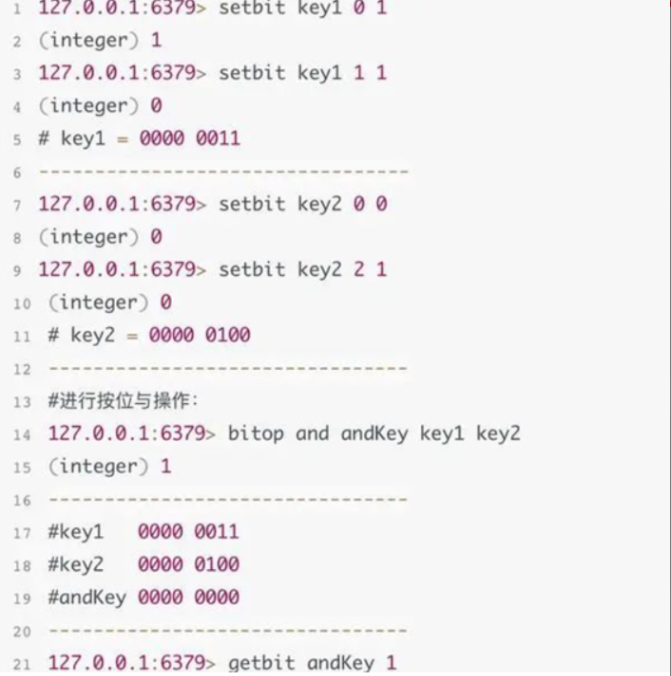 1 127.0.0.1:6379> setbit key1 0 1
2 (integer) 1
3 127.0.0.1:6379> setbit key1 1 1
4 (integer) 0
5 # key1 = 0000 0011
6 ---------------------------------
7 127.0.0.1:6379> setbit key2 0 0
8 (integer) 0
9 127.0.0.1:6379> setbit key2 2 1
10 (integer) 0
11 # key2 = 0000 0100
12 --------------------------------
13 #进行按位与操作:
14 127.0.0.1:6379> bitop and andKey key1 key2
15 (integer) 1
16 --------------------------------
17 #key1   0000 0011
18 #key2   0000 0100
19 #andKey 0000 0000
20 --------------------------------
21 127.0.0.1:6379> getbit andKey 1